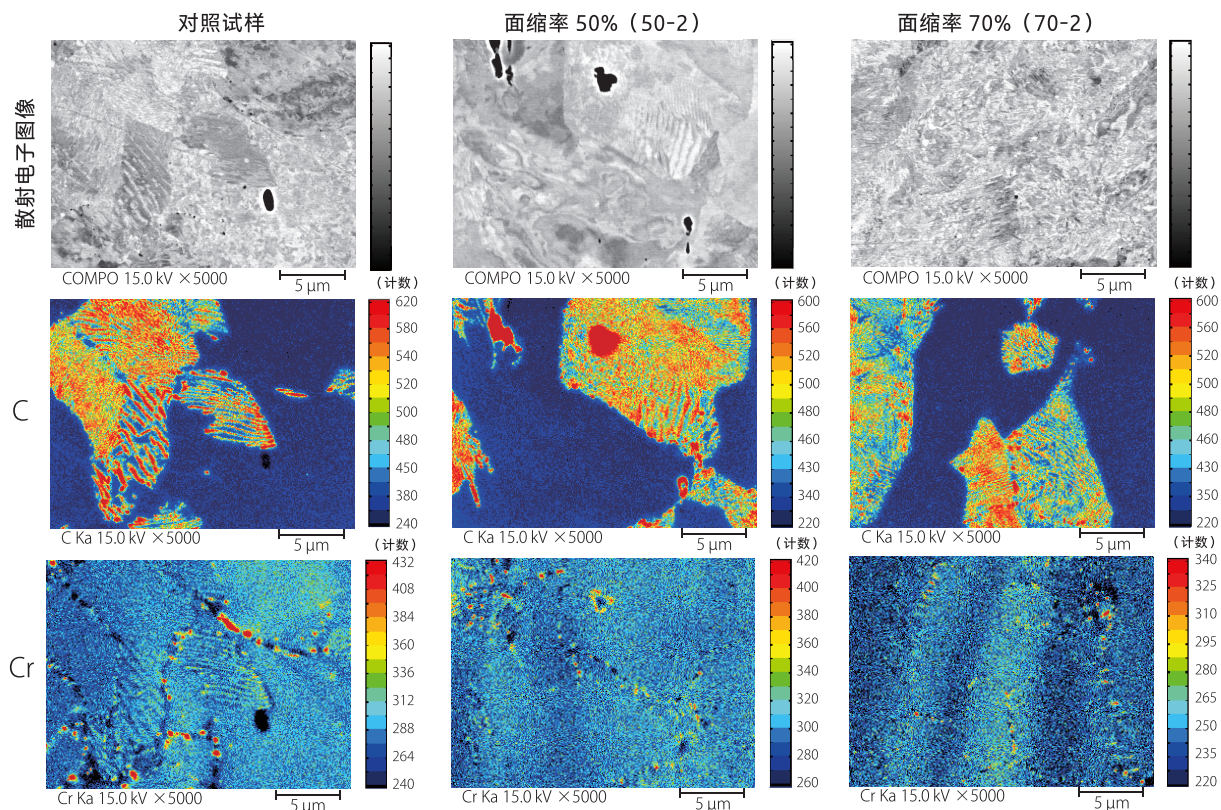 对照试样
面缩率 50%（50-2）
面缩率 70%（70-2）
散射电子图像
COMPO 15.0 kV ×5000
5 μm
COMPO 15.0 kV ×5000
5 μm
COMPO 15.0 kV ×5000
5 μm
C
（计数）
620
580
540
520
500
480
450
380
240
C Ka 15.0 kV ×5000
5 μm
（计数）
600
560
520
500
480
460
430
340
220
C Ka 15.0 kV ×5000
5 μm
（计数）
600
560
520
500
480
460
430
350
220
C Ka 15.0 kV ×5000
5 μm
Cr
（计数）
432
408
384
360
336
312
288
264
240
Cr Ka 15.0 kV ×5000
5 μm
（计数）
420
400
380
360
340
320
300
280
260
Cr Ka 15.0 kV ×5000
5 μm
（计数）
340
325
310
295
280
265
250
235
220
Cr Ka 15.0 kV ×5000
5 μm